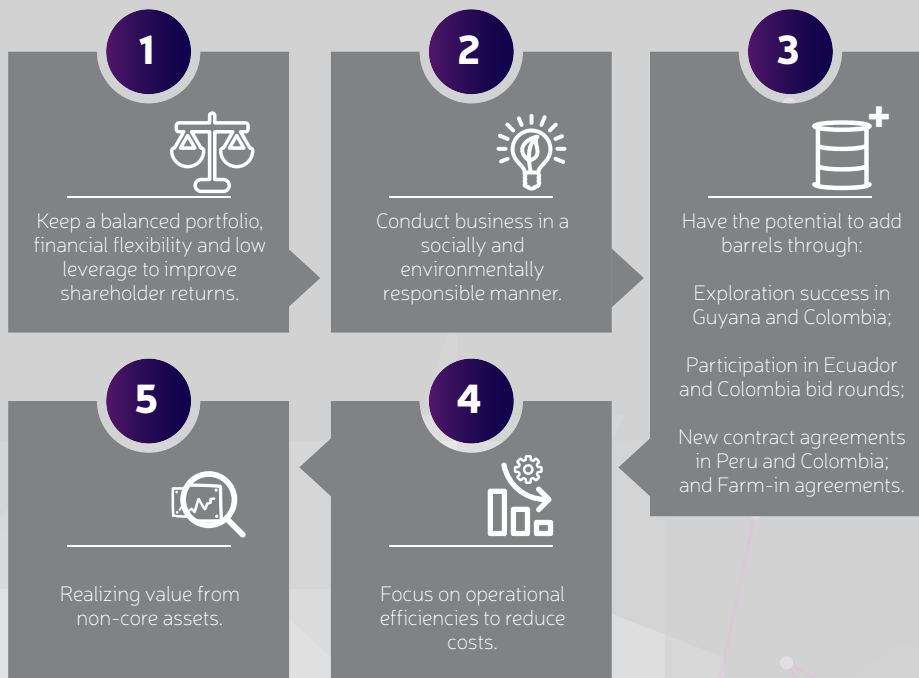 1
Keep a balanced portfolio,
financial flexibility and low
leverage to improve
shareholder returns.
2
Conduct business in a
socially and
environmentally
responsible manner.
3
Have the potential to add
barrels through:
Exploration success in
Guyana and Colombia;
Participation in Ecuador
and Colombia bid rounds;
New contract agreements
in Peru and Colombia;
and Farm-in agreements.
4
Focus on operational
efficiencies to reduce
costs.
5
Realizing value from
non-core assets.